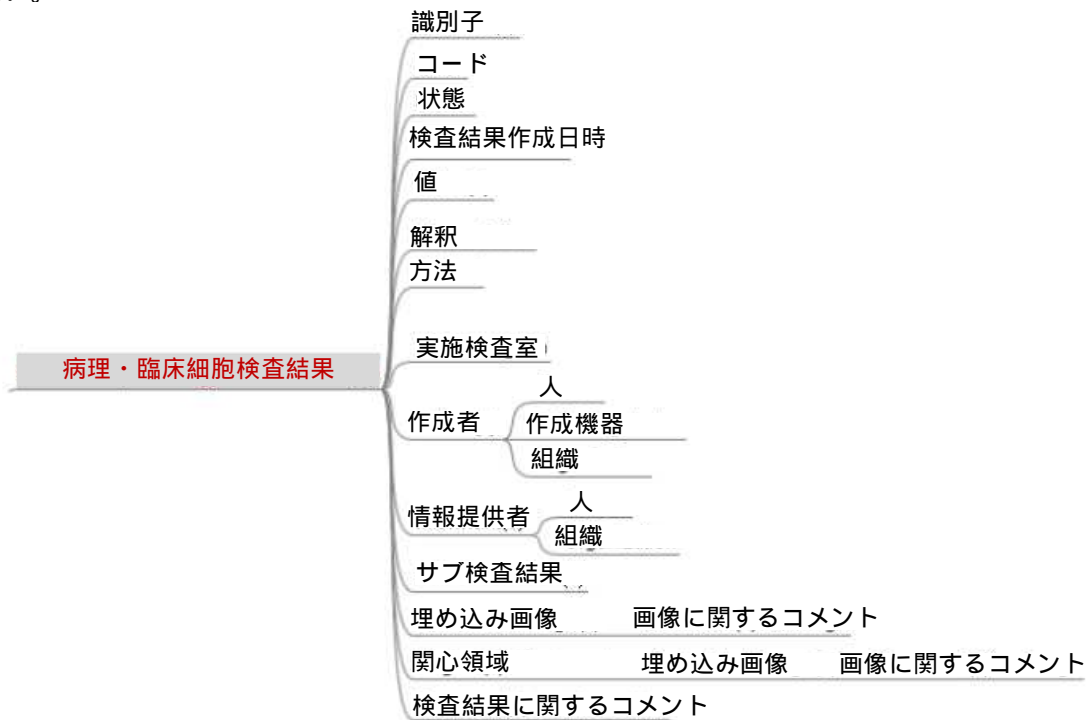 識別子
コード
状態
検査結果作成日時
値
解釈
方法
実施検査室
病理・臨床細胞検査結果
人
作成者
作成機器
組織
人
情報提供者
組織
サブ検査結果
埋め込み画像 画像に関するコメント
関心領域 埋め込み画像 画像に関するコメント
検査結果に関するコメント